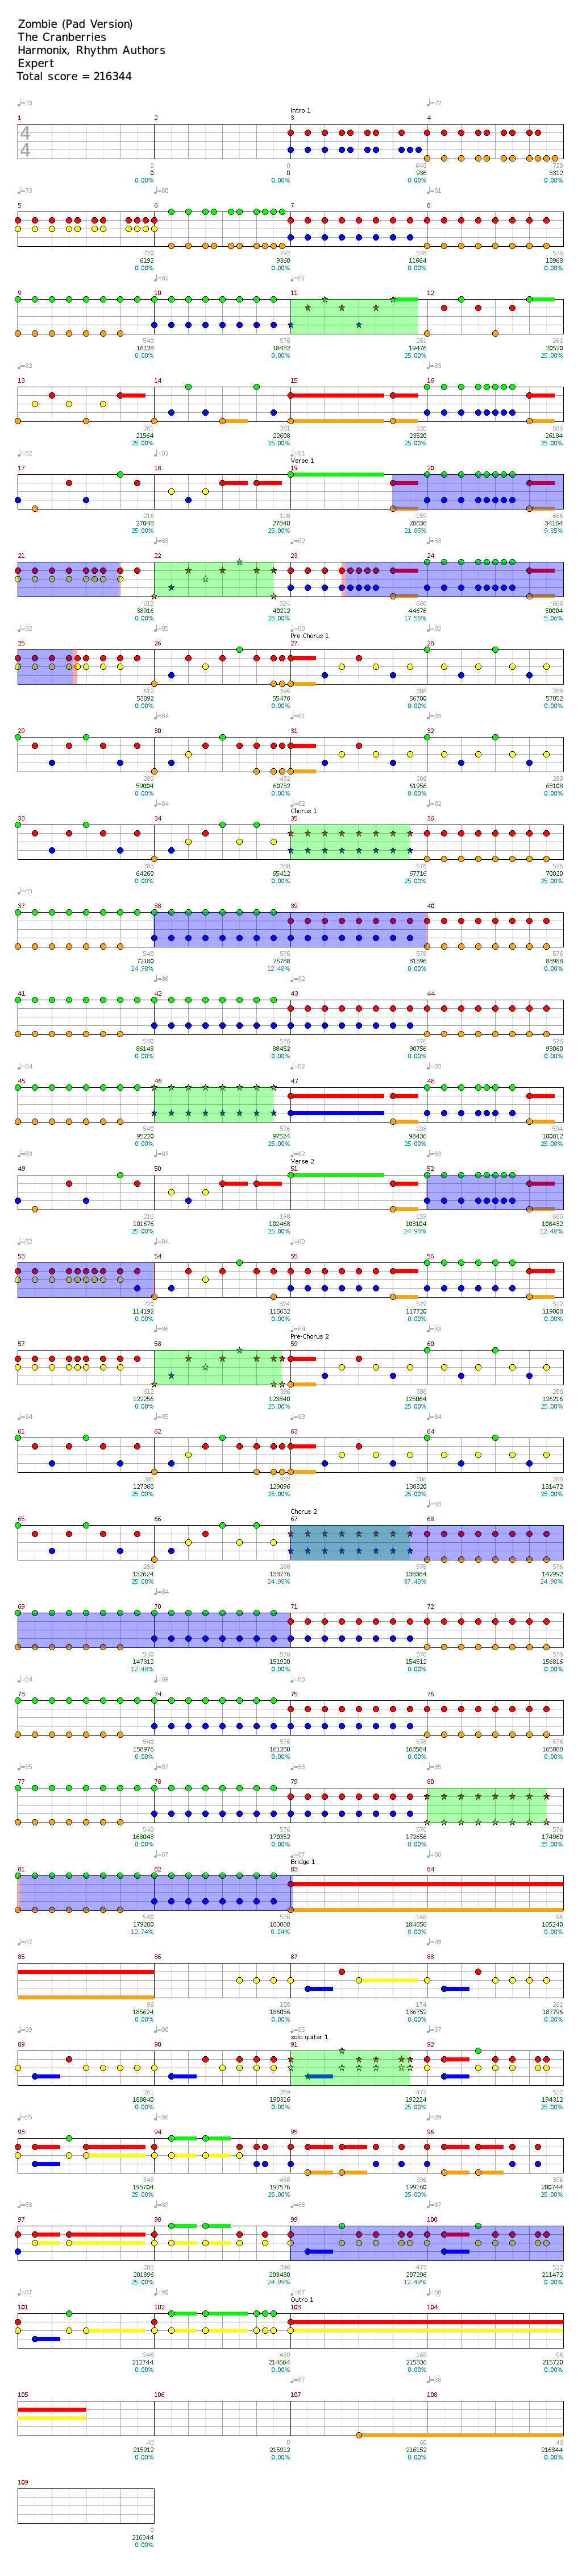 Zombie (Pad Version)
The Cranberries
Harmonix, Rhythm Authors
Expert
Total score = 216344
♩=73 ♩=72
intro 1
1 2 3 4
4
4
0 0 648 720
0 0 936 3312
0.00% 0.00% 0.00% 0.00%
♩=73 ♩=80 ♩=81
5 6 7 8
720 792 576 576
6192 9360 11664 13968
0.00% 0.00% 0.00% 0.00%
♩=82 ♩=81
9 10 11 12
540 576 261 261
16128 18432 19476 20520
0.00% 0.00% 25.00% 25.00%
♩=82 ♩=83
13 14 15 16
261 261 228 666
21564 22608 23520 26184
25.00% 25.00% 25.00% 25.00%
♩=82 ♩=82 ♩=81
Verse 1
17 18 19 20
216 198 159 666
27048 27840 28836 34164
25.00% 25.00% 21.85% 9.35%
♩=83 ♩=82
21 22 23 24
612 324 666 666
38916 40212 44676 50004
0.00% 25.00% 17.56% 5.06%
♩=82 ♩=85 ♩=82
Pre-Chorus 1
25 26 27 28
612 396 306 288
53892 55476 56700 57852
0.00% 0.00% 0.00% 0.00%
♩=84 ♩=81 ♩=83
29 30 31 32
288 432 306 288
59004 60732 61956 63108
0.00% 0.00% 0.00% 0.00%
♩=84
Chorus 1
33 34 35 36
288 288 576 576
64260 65412 67716 70020
0.00% 0.00% 25.00% 25.00%
♩=83
37 38 39 40
540 576 576 576
72180 76788 81396 83988
24.98% 12.48% 0.00% 0.00%
♩=86 ♩=82
41 42 43 44
540 576 576 576
86148 88452 90756 93060
0.00% 0.00% 0.00% 0.00%
♩=82 ♩=83
45 46 47 48
540 576 228 594
95220 97524 98436 100812
0.00% 25.00% 25.00% 25.00%
♩=83 ♩=83 ♩=82
Verse 2
49 50 51 52
216 198 159 666
101676 102468 103104 108432
25.00% 25.00% 24.98% 12.48%
♩=82 ♩=83
53 54 55 56
720 324 522 522
114192 115632 117720 119808
0.00% 0.00% 0.00% 0.00%
♩=86 ♩=84
Pre-Chorus 2
57 58 59 60
612 396 306 288
122256 123840 125064 126216
0.00% 25.00% 25.00% 25.00%
♩=84 ♩=85 ♩=83
61 62 63 64
288 432 306 288
127368 129096 130320 131472
25.00% 25.00% 25.00% 25.00%
♩=83
Chorus 2
65 66 67 68
288 288 576 576
132624 133776 138384 142992
25.00% 24.98% 37.48% 24.98%
♩=84
69 70 71 72
540 576 576 576
147312 151920 154512 156816
12.48% 0.00% 0.00% 0.00%
♩=84 ♩=89 ♩=83
73 74 75 76
540 576 576 576
158976 161280 163584 165888
0.00% 0.00% 0.00% 0.00%
♩=85 ♩=87 ♩=83 ♩=85
77 78 79 80
540 576 576 576
168048 170352 172656 174960
0.00% 0.00% 0.00% 25.00%
♩=87 ♩=87 ♩=88
Bridge 1
81 82 83 84
540 576 168 96
179280 183888 184856 185240
12.74% 0.24% 0.00% 0.00%
♩=87 ♩=89
85 86 87 88
96 108 174 261
185624 186056 186752 187796
0.00% 0.00% 0.00% 0.00%
♩=89 ♩=90 ♩=85 ♩=87
solo guitar 1
89 90 91 92
261 369 477 522
188840 190316 192224 194312
0.00% 0.00% 25.00% 25.00%
♩=85 ♩=86 ♩=89
93 94 95 96
348 468 396 396
195704 197576 199160 200744
25.00% 25.00% 25.00% 25.00%
♩=88 ♩=89 ♩=88 ♩=87
97 98 99 100
288 396 477 522
201896 203480 207296 211472
25.00% 24.99% 12.49% 0.00%
♩=87 ♩=90 ♩=87 ♩=88
Outro 1
101 102 103 104
246 480 168 96
212744 214664 215336 215720
0.00% 0.00% 0.00% 0.00%
♩=87 ♩=88
105 106 107 108
48 0 60 48
215912 215912 216152 216344
0.00% 0.00% 0.00% 0.00%
109
0
216344
0.00%